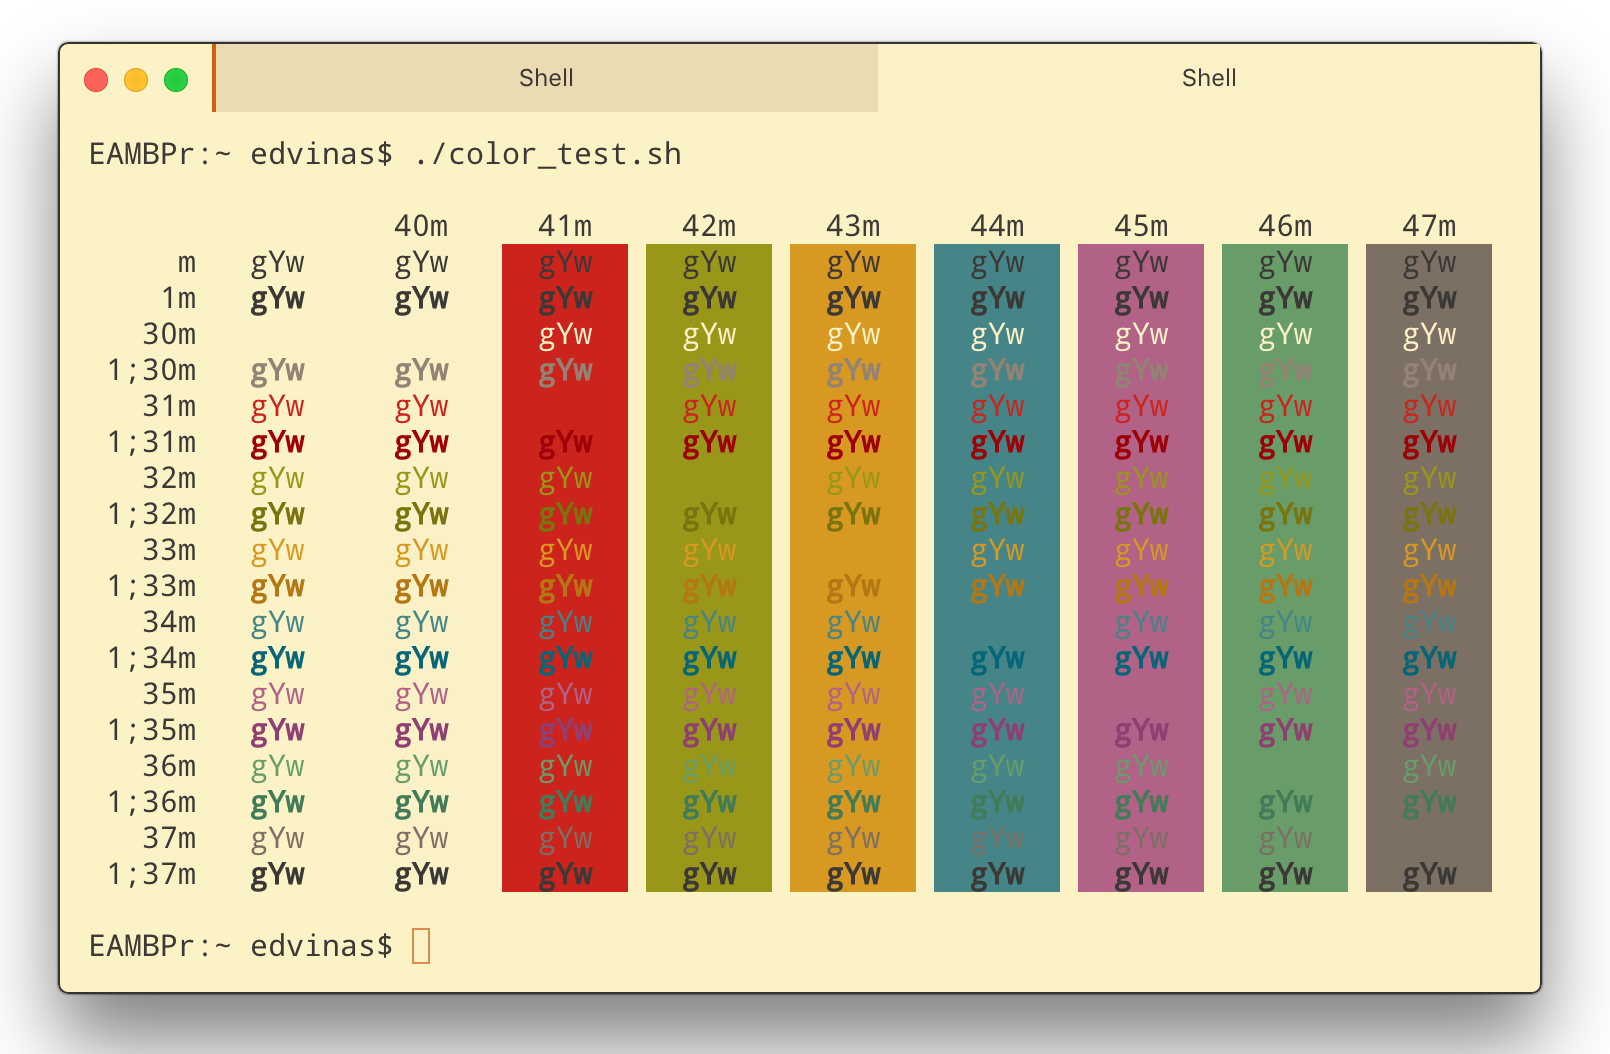 Shell Shell
EAMBPr:~ edvinas$ ./color_test.sh
40m 41m 42m 43m 44m 45m 46m 47m
m gYw gYw gYw gYw gYw gYw gYw gYw gYw
1m gYw gYw gYw gYw gYw gYw gYw gYw gYw
30m gYw gYw gYw gYw gYw gYw gYw
1;30m gYw gYw gYw gYw gYw gYw gYw gYw gYw
31m gYw gYw gYw gYw gYw gYw gYw gYw
1;31m gYw gYw gYw gYw gYw gYw gYw gYw gYw
32m gYw gYw gYw gYw gYw gYw gYw gYw
1;32m gYw gYw gYw gYw gYw gYw gYw gYw gYw
33m gYw gYw gYw gYw gYw gYw gYw gYw
1;33m gYw gYw gYw gYw gYw gYw gYw gYw gYw
34m gYw gYw gYw gYw gYw gYw gYw gYw
1;34m gYw gYw gYw gYw gYw gYw gYw gYw gYw
35m gYw gYw gYw gYw gYw gYw gYw gYw
1;35m gYw gYw gYw gYw gYw gYw gYw gYw gYw
36m gYw gYw gYw gYw gYw gYw gYw gYw
1;36m gYw gYw gYw gYw gYw gYw gYw gYw gYw
37m gYw gYw gYw gYw gYw gYw gYw gYw
1;37m gYw gYw gYw gYw gYw gYw gYw gYw gYw
EAMBPr:~ edvinas$